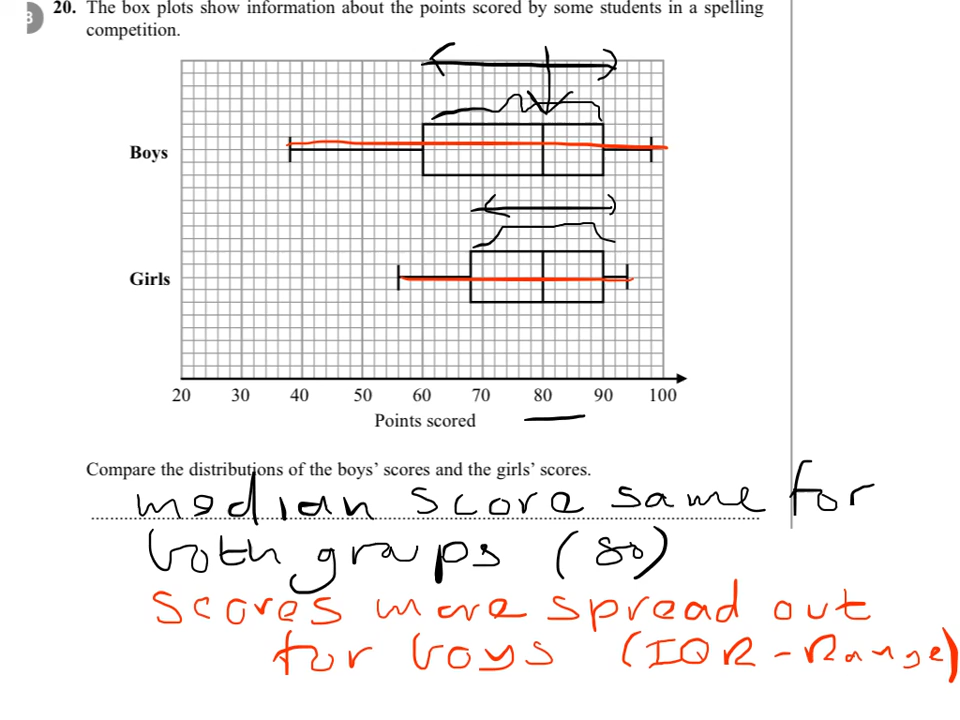 20. The box plots show information about the points scored by some students in a spelling
competition.
Boys
Girls
20 30 40 50 60 70 80 90 100
Points scored
Compare the distributions of the boys' scores and the girls' scores.
median score same for
both groups (80)
scores more spread out
for boys (IQR - Range)